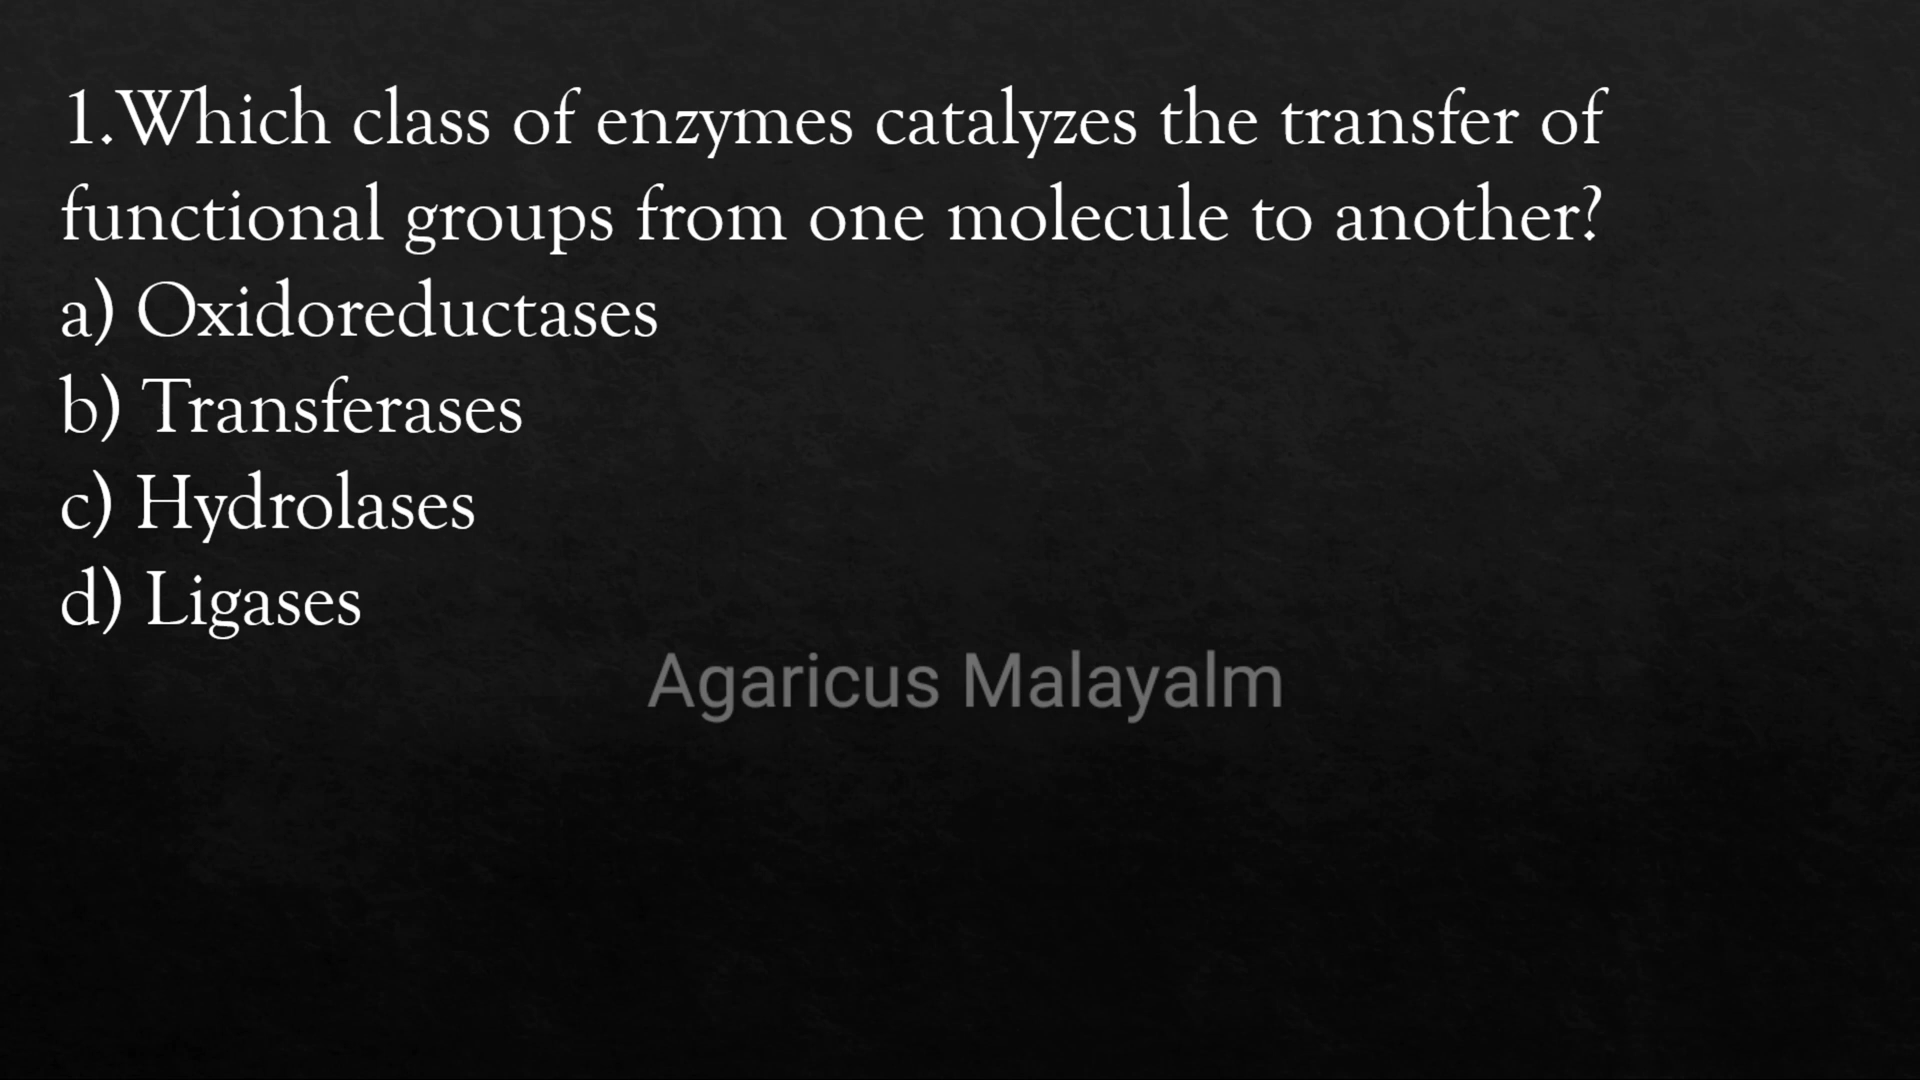 1.Which class of enzymes catalyzes the transfer of
functional groups from one molecule to another?
a) Oxidoreductases
b) Transferases
c) Hydrolases
d) Ligases
Agaricus Malayalm